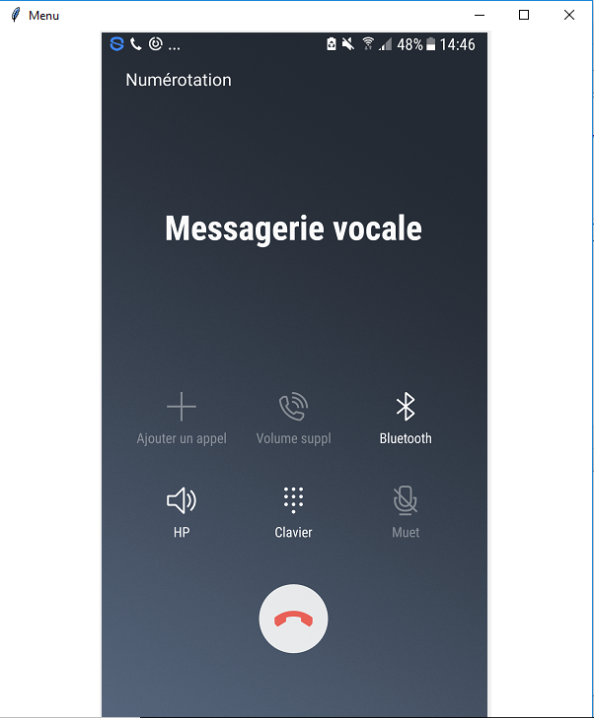 Menu
... 48% 14:46
Numérotation
Messagerie vocale
Ajouter un appel Volume suppl Bluetooth
HP Clavier Muet